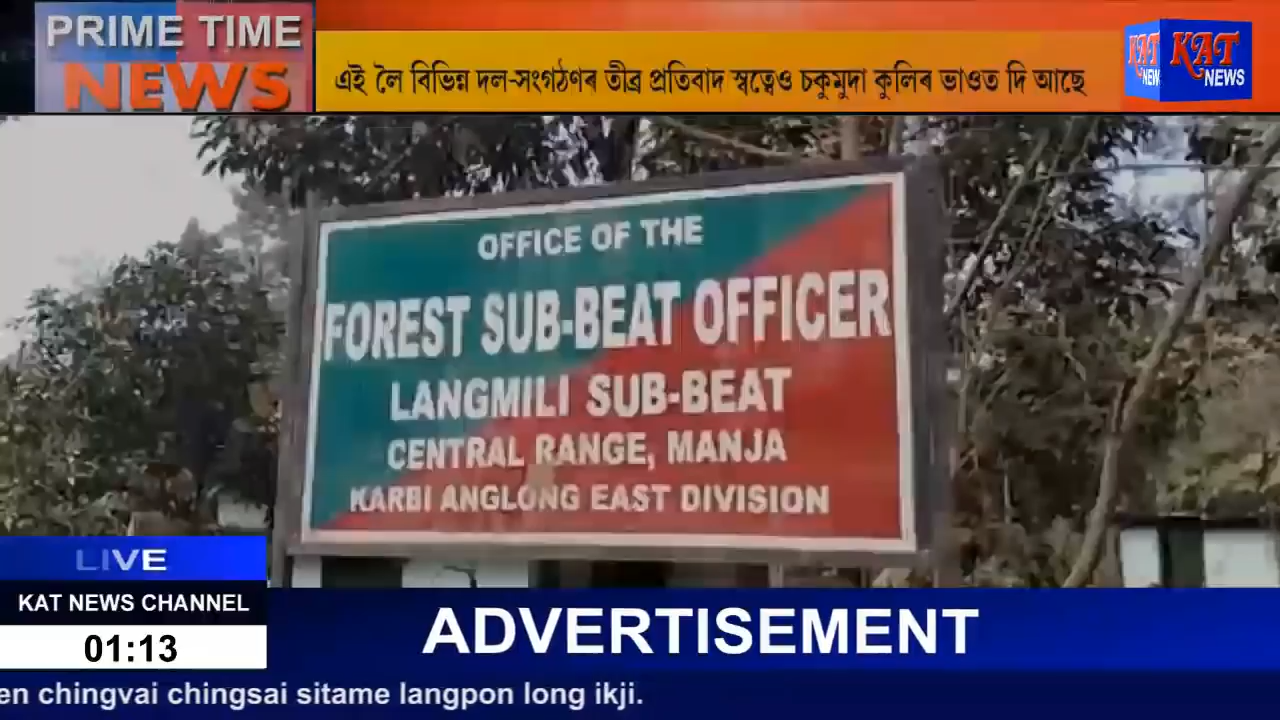 PRIME TIME
NEWS
এই লৈ বিভিন্ন দল-সংগঠণৰ তীব্ৰ প্ৰতিবাদ স্বত্বেও চকুমুদা কুলিৰ ভাওত দি আছে
KAT
NEWS
OFFICE OF THE
FOREST SUB-BEAT OFFICER
LANGMILI SUB-BEAT
CENTRAL RANGE, MANJA
KARBI ANGLONG EAST DIVISION
LIVE
KAT NEWS CHANNEL
01:13
ADVERTISEMENT
en chingvai chingsai sitame langpon long ikji.